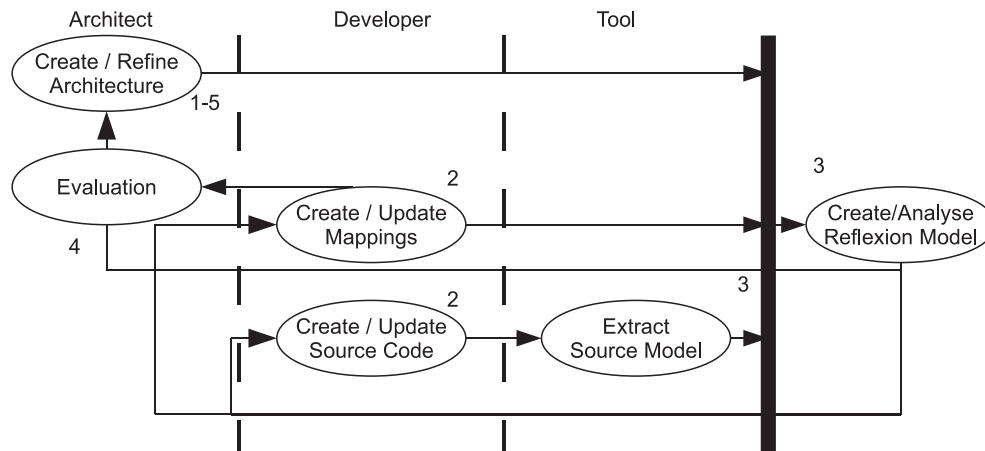 Architect
Developer
Tool
Create / Refine
Architecture
1-5
Evaluation
4
2
Create / Update
Mappings
3
Create/Analyse
Reflexion Model
2
Create / Update
Source Code
3
Extract
Source Model